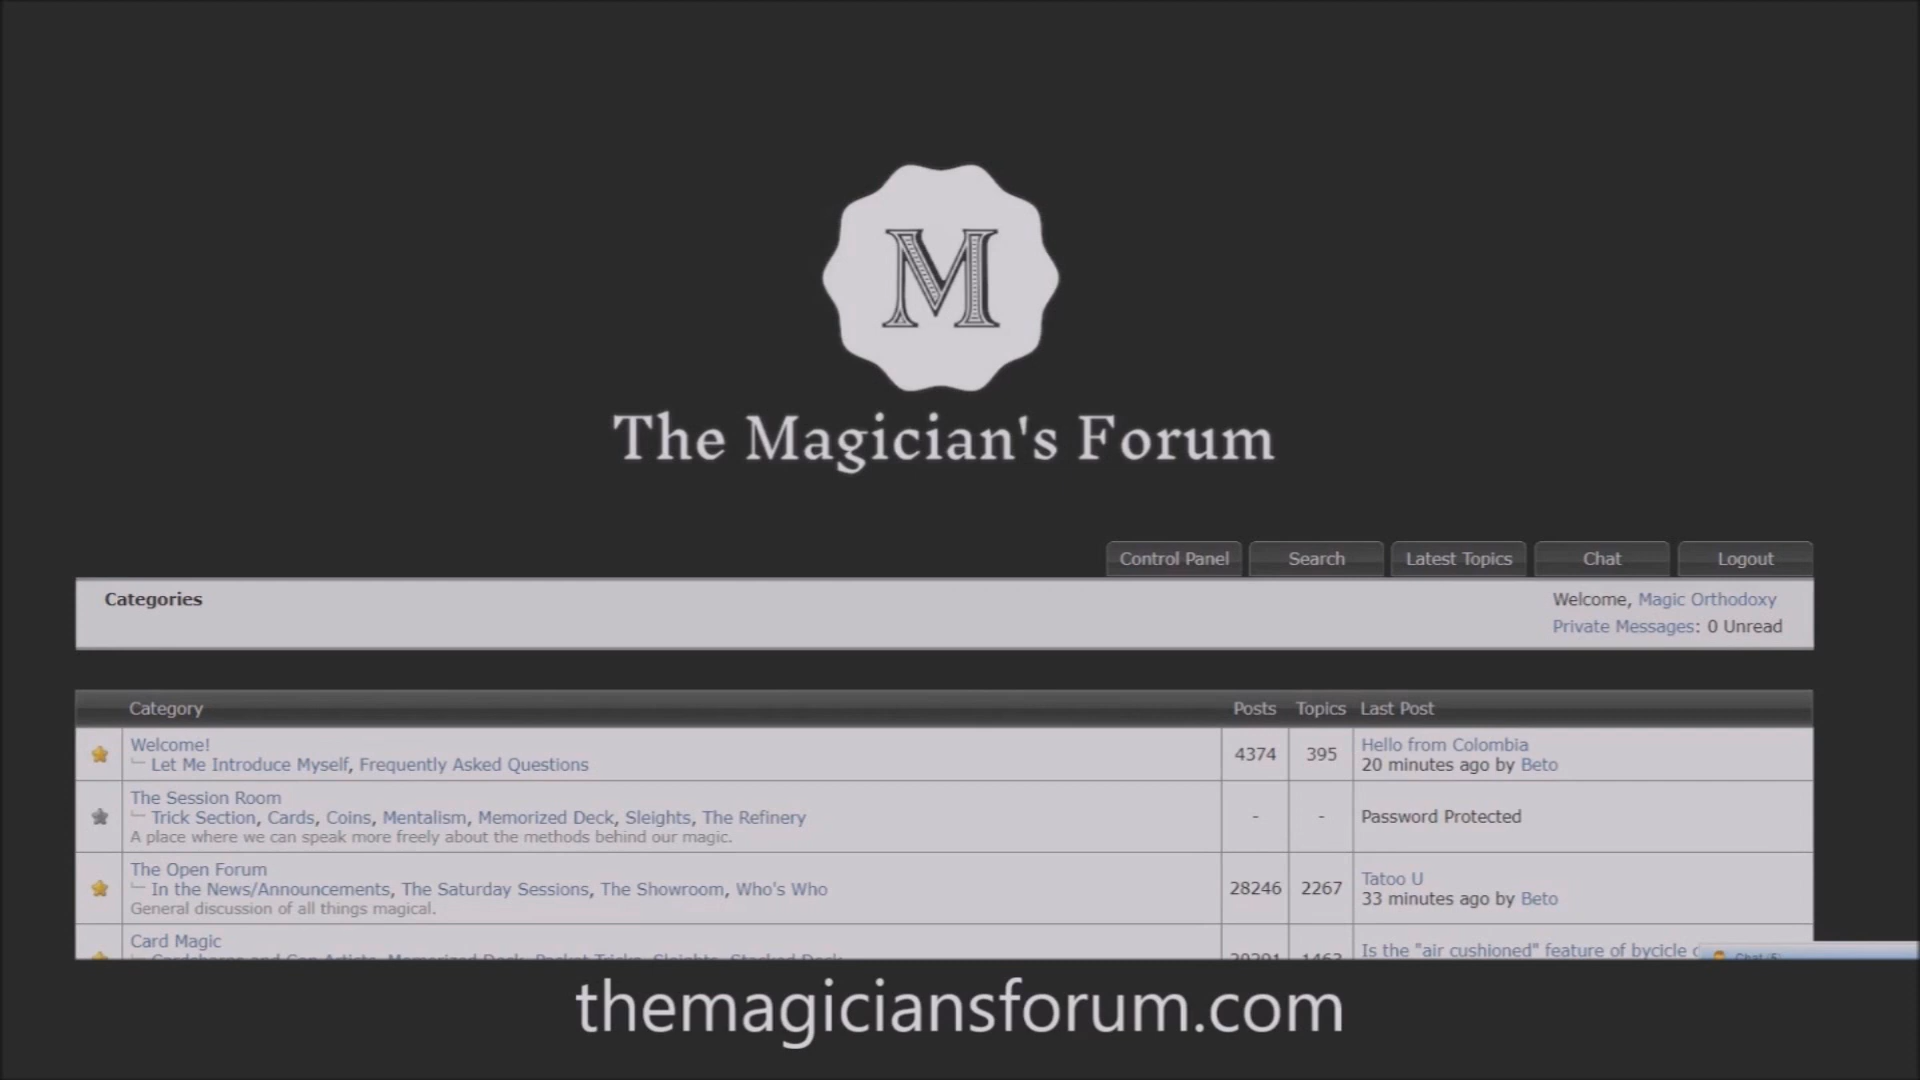 M
The Magician's Forum
Control Panel Search Latest Topics Chat Logout
Categories
Welcome, Magic Orthodoxy
Private Messages: 0 Unread
Category Posts Topics Last Post
Welcome!
Let Me Introduce Myself, Frequently Asked Questions
4374 395
Hello from Colombia
20 minutes ago by Beto
The Session Room
Trick Section, Cards, Coins, Mentalism, Memorized Deck, Sleights, The Refinery
A place where we can speak more freely about the methods behind our magic.
- - Password Protected
The Open Forum
In the News/Announcements, The Saturday Sessions, The Showroom, Who's Who
General discussion of all things magical.
28246 2267
Tatoo U
33 minutes ago by Beto
Card Magic
Is the "air cushioned" feature of bycicle
themagiciansforum.com